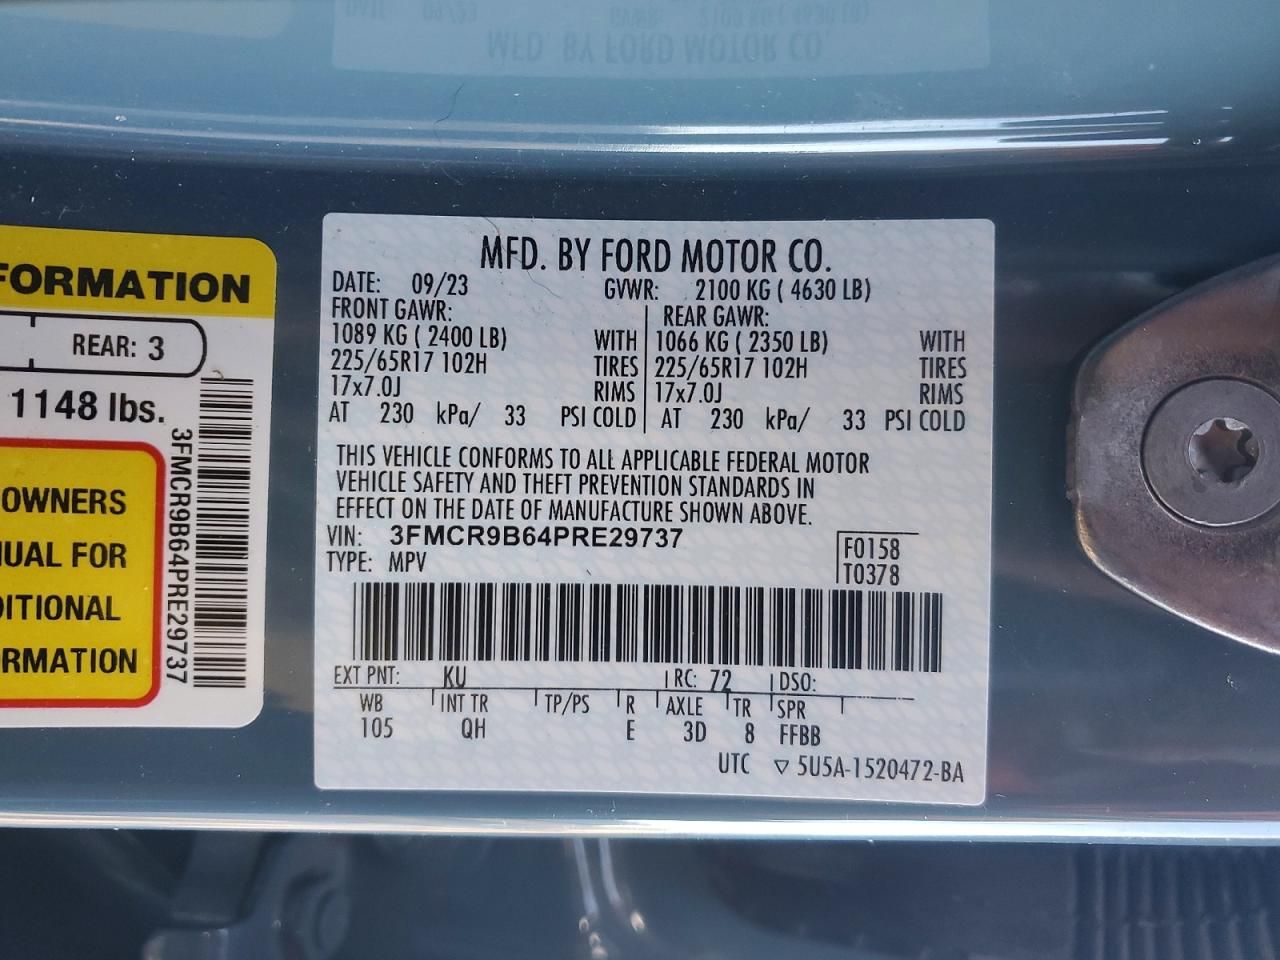 MFD. BY FORD MOTOR CO.
DATE: 09/23 GVWR: 2100 KG ( 4630 LB)
FRONT GAWR: REAR GAWR:
1089 KG ( 2400 LB) WITH 1066 KG ( 2350 LB) WITH
225/65R17 102H TIRES 225/65R17 102H TIRES
17x7.0J RIMS 17x7.0J RIMS
AT 230 kPa/ 33 PSI COLD AT 230 kPa/ 33 PSI COLD
THIS VEHICLE CONFORMS TO ALL APPLICABLE FEDERAL MOTOR
VEHICLE SAFETY AND THEFT PREVENTION STANDARDS IN
EFFECT ON THE DATE OF MANUFACTURE SHOWN ABOVE.
VIN: 3FMCR9B64PRE29737
TYPE: MPV
F0158
T0378
EXT PNT: KU RC: 72 DSO:
WB INT TR TP/PS R AXLE TR SPR
105 QH E 3D 8 FFBB
UTC ▽ 5U5A-1520472-BA
FORMATION
REAR: 3
1148 lbs.
3FMCR9B64PRE29737
OWNERS
UAL FOR
DITIONAL
ORMATION